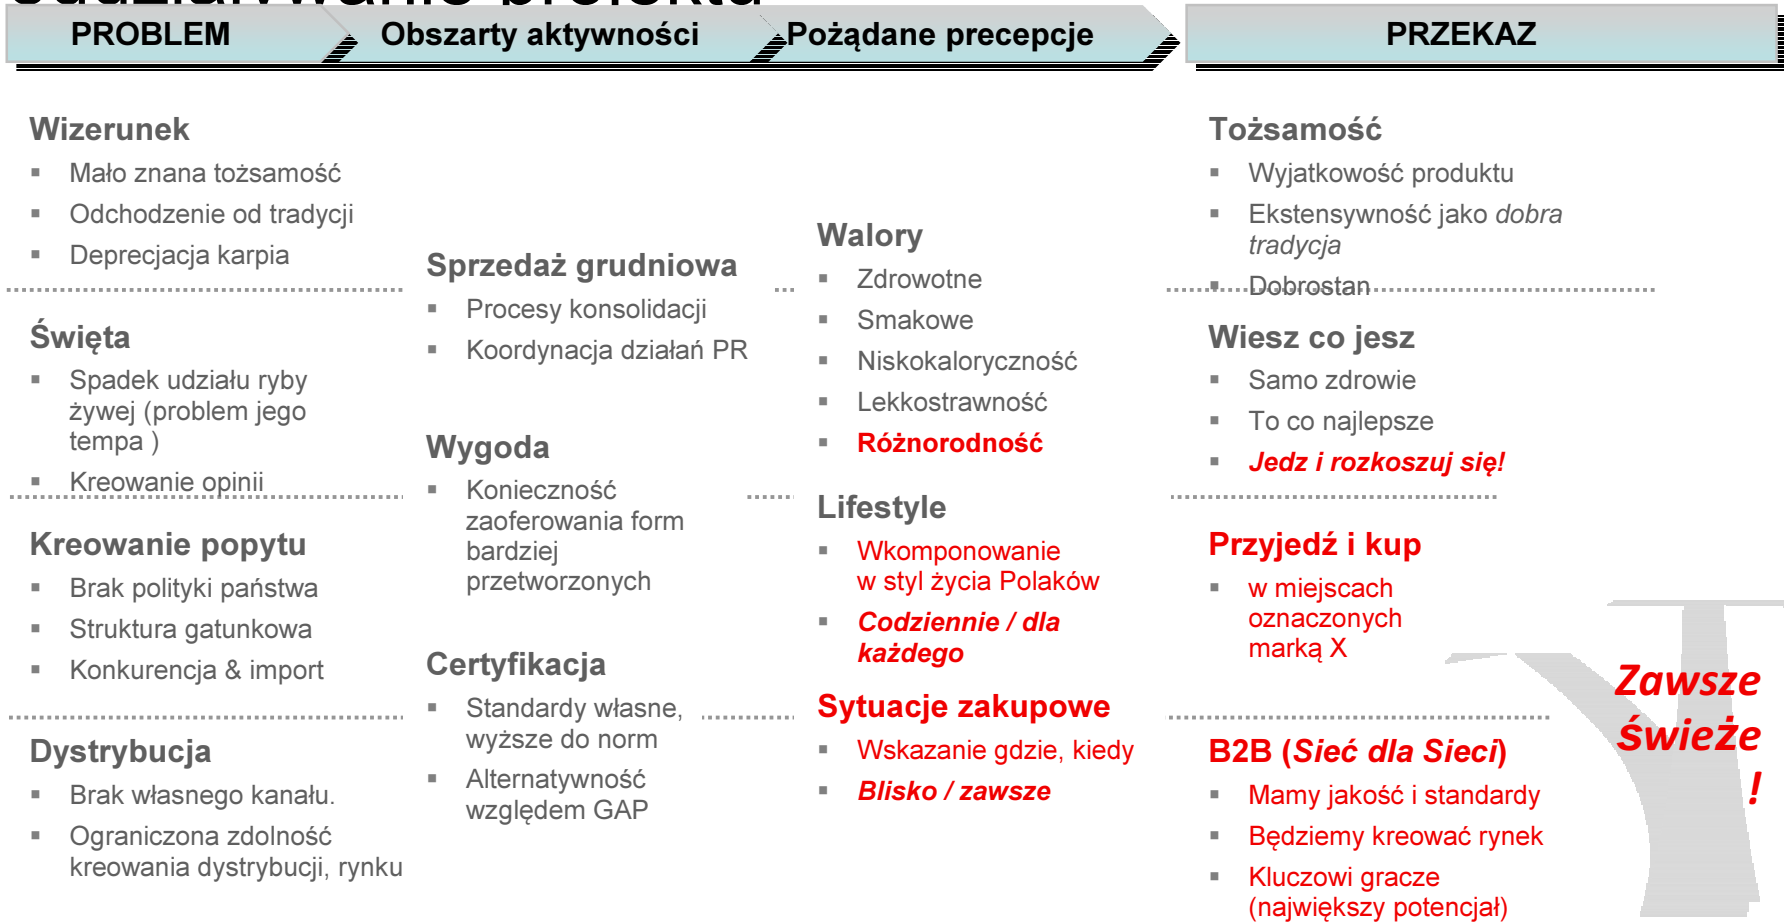 oddziaływanie projektu
PROBLEM
Obszarty aktywności
Pożądane precepcje
PRZEKAZ
Wizerunek
▪ Mało znana tożsamość
▪ Odchodzenie od tradycji
▪ Deprecjacja karpia
Święta
▪ Spadek udziału ryby
żywej (problem jego
tempa )
▪ Kreowanie opinii
Kreowanie popytu
▪ Brak polityki państwa
▪ Struktura gatunkowa
▪ Konkurencja & import
Dystrybucja
▪ Brak własnego kanału.
▪ Ograniczona zdolność
kreowania dystrybucji, rynku
Sprzedaż grudniowa
▪ Procesy konsolidacji
▪ Koordynacja działań PR
Wygoda
▪ Konieczność
zaoferowania form
bardziej
przetworzonych
Certyfikacja
▪ Standardy własne,
wyższe do norm
▪ Alternatywność
względem GAP
Walory
▪ Zdrowotne
▪ Smakowe
▪ Niskokaloryczność
▪ Lekkostrawność
▪ Różnorodność
Lifestyle
▪ Wkomponowanie
w styl życia Polaków
▪ Codziennie / dla
każdego
Sytuacje zakupowe
▪ Wskazanie gdzie, kiedy
▪ Blisko / zawsze
Tożsamość
▪ Wyjatkowość produktu
▪ Ekstensywność jako dobra
tradycja
▪ Dobrostan
Wiesz co jesz
▪ Samo zdrowie
▪ To co najlepsze
▪ Jedz i rozkoszuj się!
Przyjedź i kup
▪ w miejscach
oznaczonych
marką X
B2B (Sieć dla Sieci)
▪ Mamy jakość i standardy
▪ Będziemy kreować rynek
▪ Kluczowi gracze
(największy potencjał)
Zawsze
świeże
!